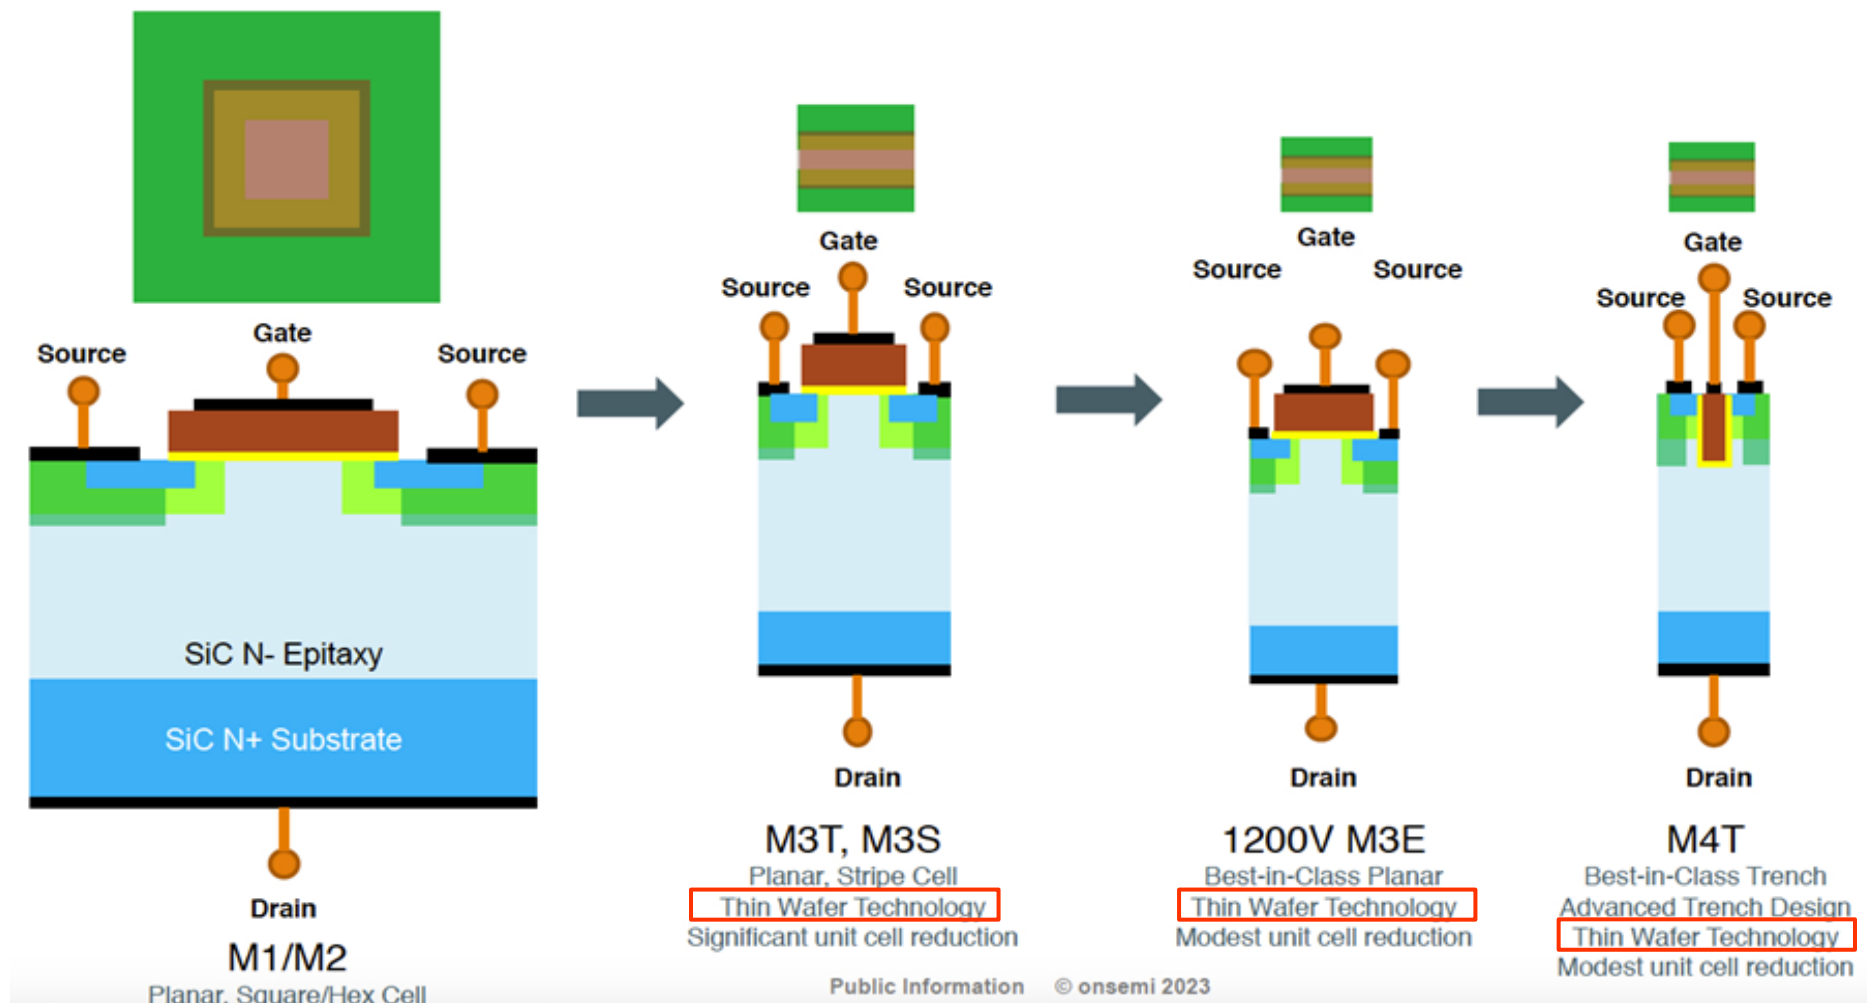 Gate
Source
Source
SiC N- Epitaxy
SiC N+ Substrate
Drain
M1/M2
Planar, Square/Hex Cell
Gate
Source
Source
Drain
M3T, M3S
Planar, Stripe Cell
Thin Wafer Technology
Significant unit cell reduction
Gate
Source
Source
Drain
1200V M3E
Best-in-Class Planar
Thin Wafer Technology
Modest unit cell reduction
Gate
Source
Source
Drain
M4T
Best-in-Class Trench
Advanced Trench Design
Thin Wafer Technology
Modest unit cell reduction
Public Information © onsemi 2023